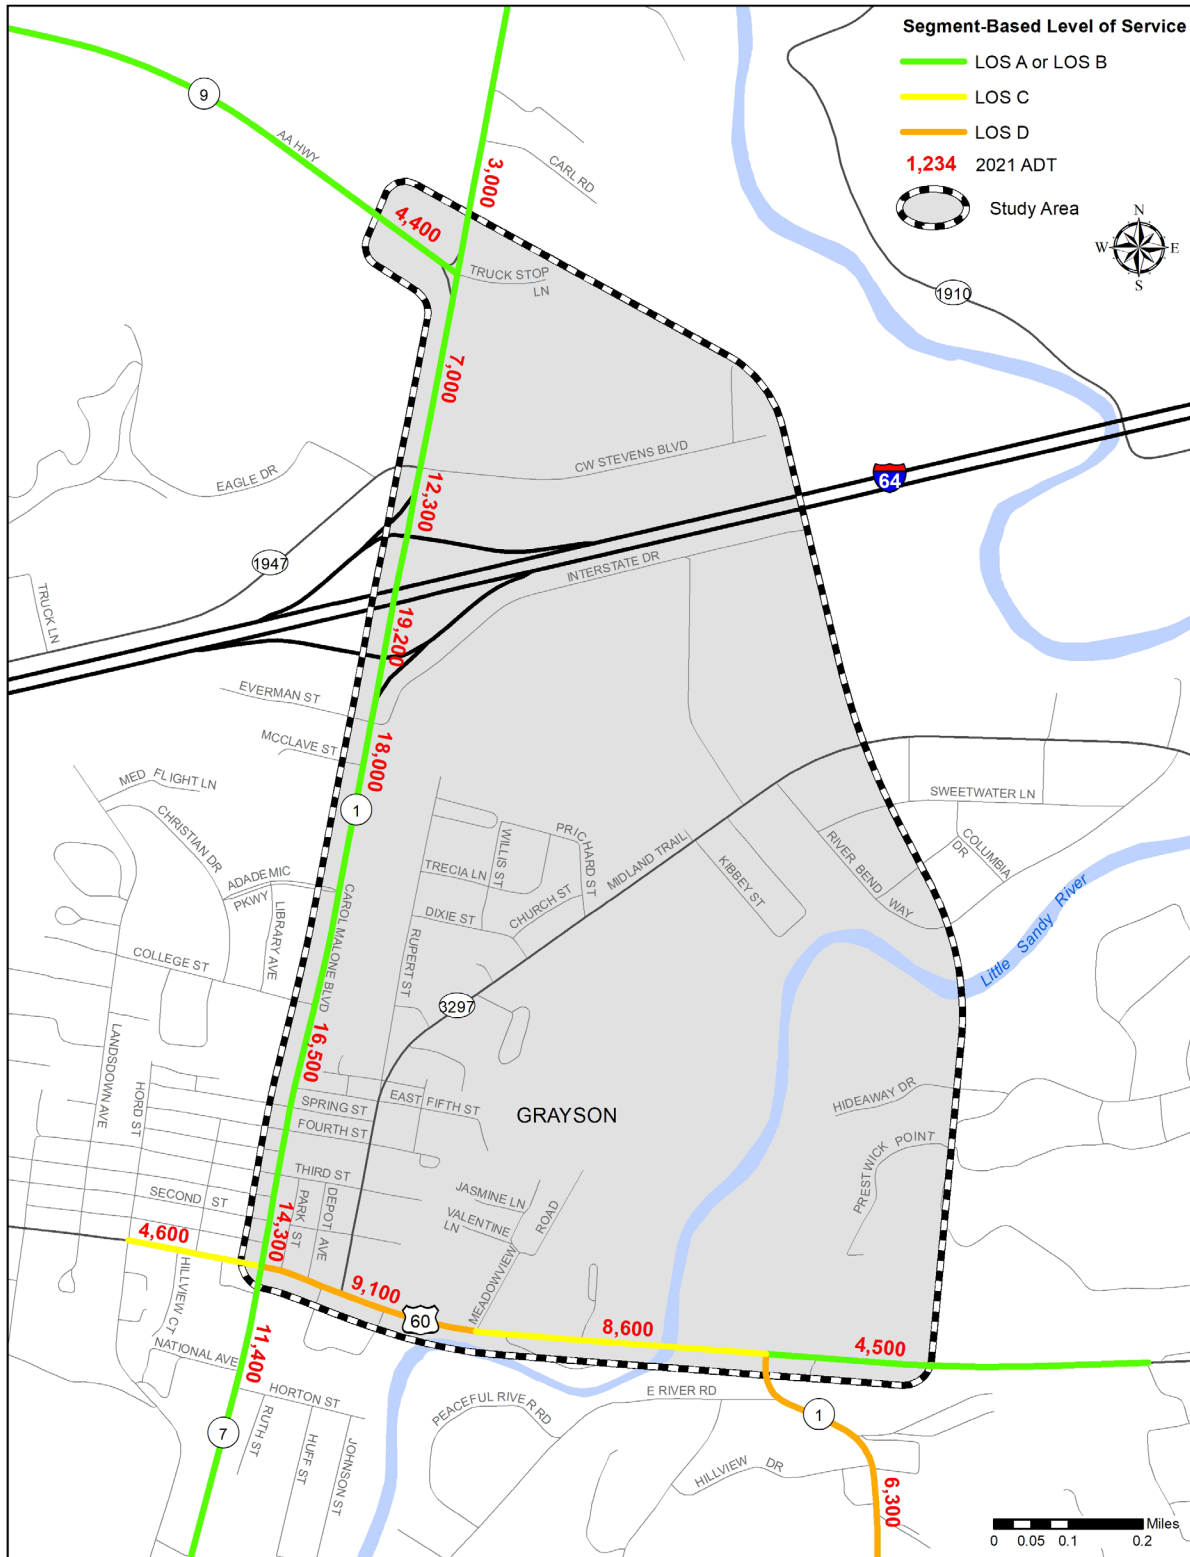 Segment-Based Level of Service
LOS A or LOS B
LOS C
LOS D
1,234 2021 ADT
Study Area
N
W E
S
9
AA HWY
3,000
CARL RD
4,400
TRUCK STOP
LN
1910
7,000
CW STEVENS BLVD
EAGLE DR
64
12,300
1947
INTERSTATE DR
TRUCK LN
19,200
EVERMAN ST
MCCLAVE ST
18,000
MED FLIGHT LN
CHRISTIAN DR
1
SWEETWATER LN
COLUMBIA
DR
RIVER BEND
WAY
PRICHARD ST
WILLIS ST
MIDLAND TRAIL
KIBBEY ST
TRECIA LN
ADADEMIC
PKWY
LIBRARY AVE
CAROL MALONE BLVD
DIXIE ST
CHURCH ST
RUPERT ST
COLLEGE ST
Little Sandy River
3297
LANDSDOWN AVE
HORD ST
16,500
SPRING ST
EAST FIFTH ST
FOURTH ST
GRAYSON
HIDEAWAY DR
PRESTWICK POINT
THIRD ST
SECOND ST
PARK ST
DEPOT AVE
JASMINE LN
VALENTINE
LN
MEADOWVIEW
ROAD
4,600
14,300
HILLVIEW CT
9,100
60
8,600
4,500
NATIONAL AVE
11,400
HORTON ST
E RIVER RD
PEACEFUL RIVER RD
7
RUTH ST
HUFF ST
JOHNSON ST
1
HILLVIEW DR
6,300
Miles
0 0.05 0.1 0.2